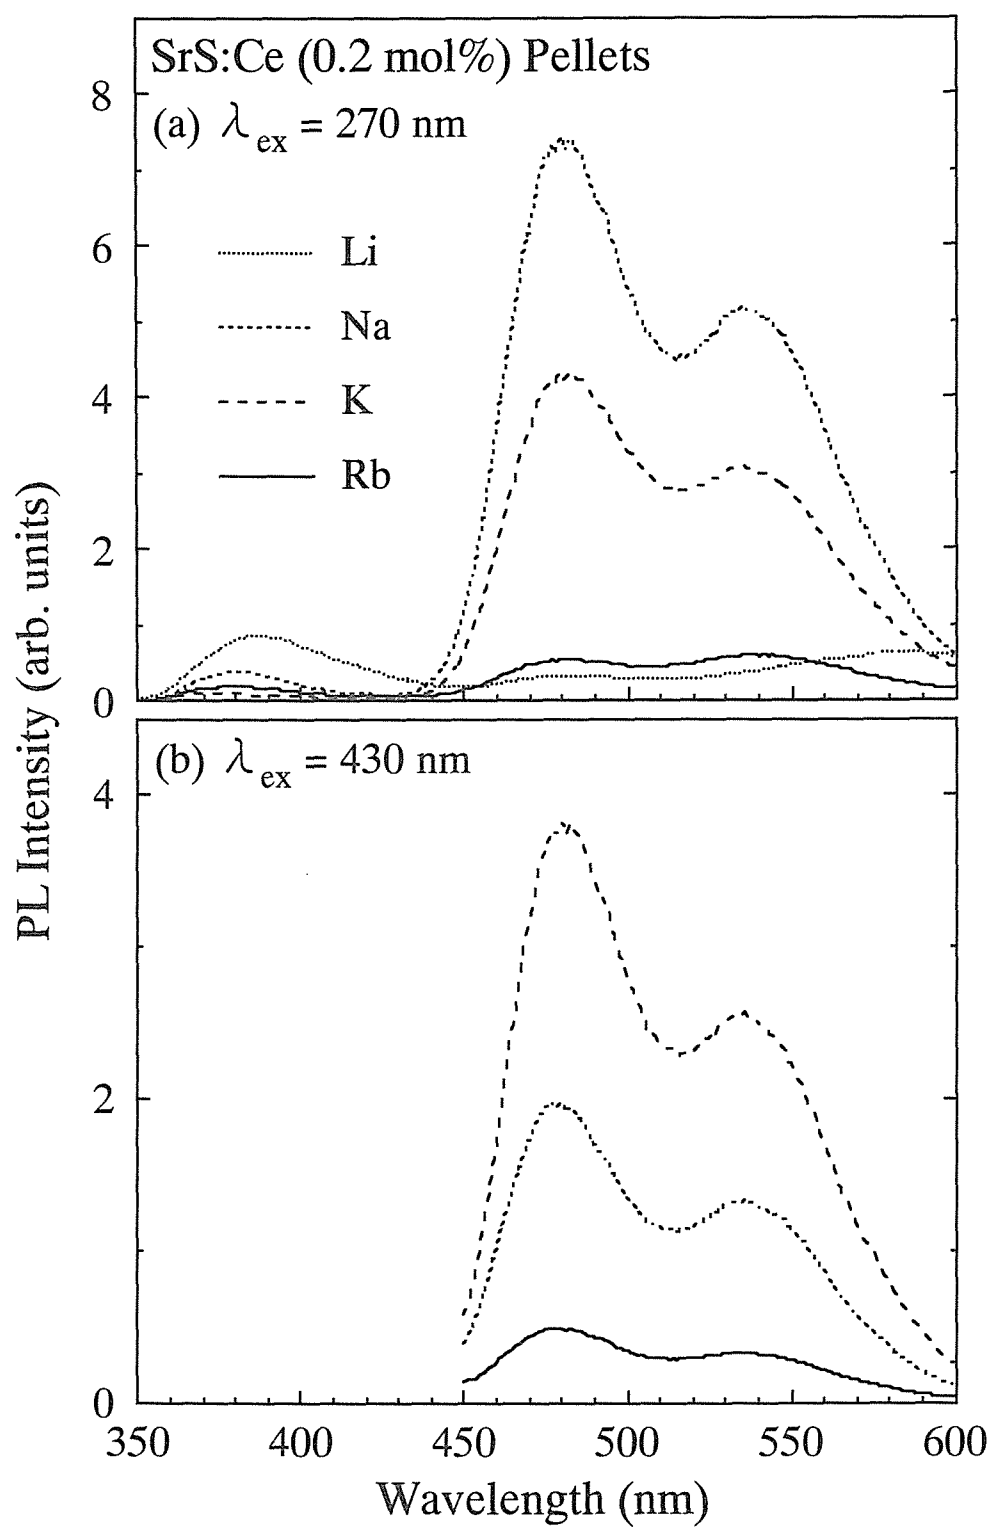 SrS:Ce (0.2 mol%) Pellets
(a) λex = 270 nm
8
6
4
2
0
Li
Na
K
Rb
PL Intensity (arb. units)
(b) λex = 430 nm
4
2
0
350 400 450 500 550 600
Wavelength (nm)